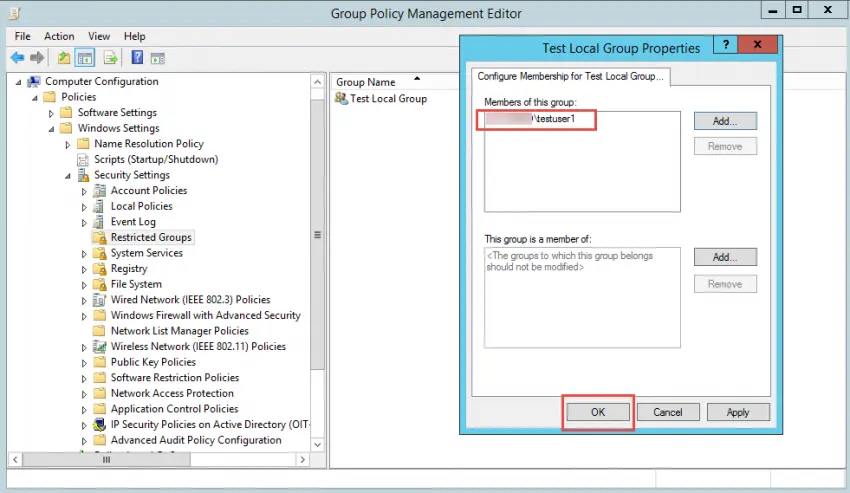 Group Policy Management Editor
File Action View Help
Computer Configuration
Policies
Software Settings
Windows Settings
Name Resolution Policy
Scripts (Startup/Shutdown)
Security Settings
Account Policies
Local Policies
Event Log
Restricted Groups
System Services
Registry
File System
Wired Network (IEEE 802.3) Policies
Windows Firewall with Advanced Security
Network List Manager Policies
Wireless Network (IEEE 802.11) Policies
Public Key Policies
Software Restriction Policies
Network Access Protection
Application Control Policies
IP Security Policies on Active Directory (OIT-
Advanced Audit Policy Configuration
Group Name
Test Local Group
Test Local Group Properties
? X
Configure Membership for Test Local Group...
Members of this group:
\testuser1
Add...
Remove
This group is a member of:
<The groups to which this group belongs
should not be modified>
Add...
Remove
OK Cancel Apply